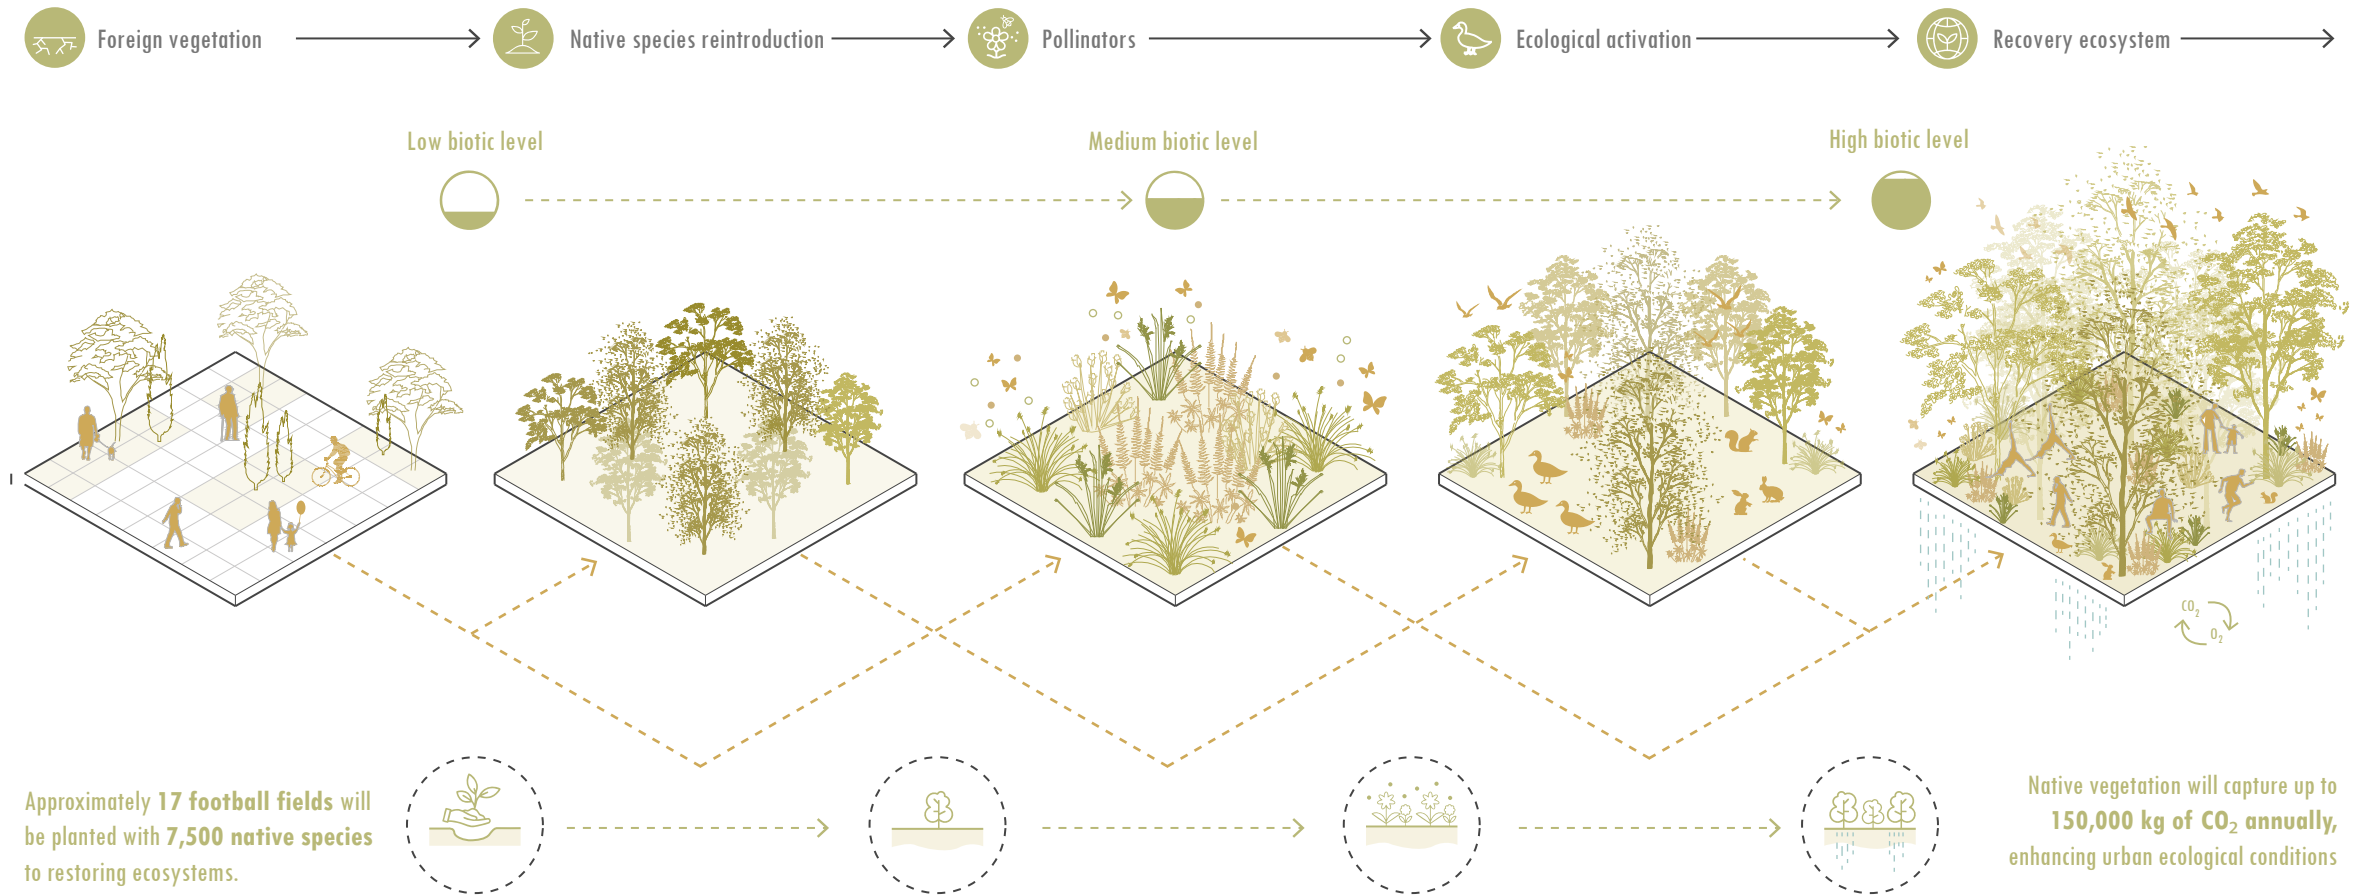 Foreign vegetation
Native species reintroduction
Pollinators
Ecological activation
Recovery ecosystem
Low biotic level
Medium biotic level
High biotic level
CO₂
O₂
Approximately 17 football fields will
be planted with 7,500 native species
to restoring ecosystems.
Native vegetation will capture up to
150,000 kg of CO₂ annually,
enhancing urban ecological conditions